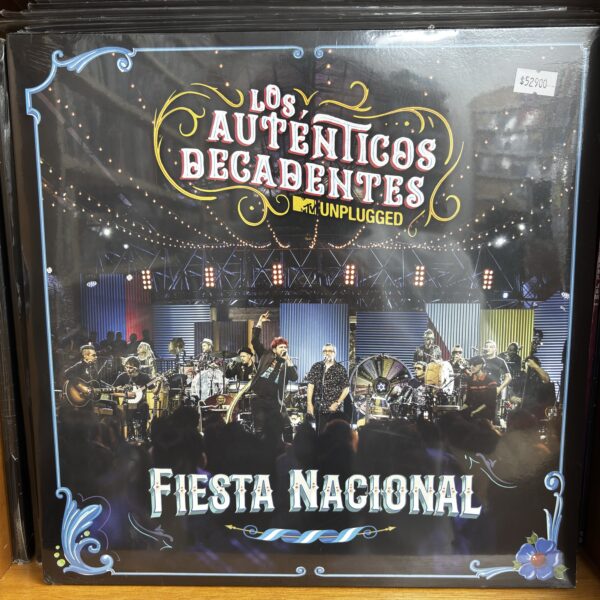 $52900
LOS
AUTÉNTICOS
DECADENTES
MTV UNPLUGGED
FIESTA NACIONAL